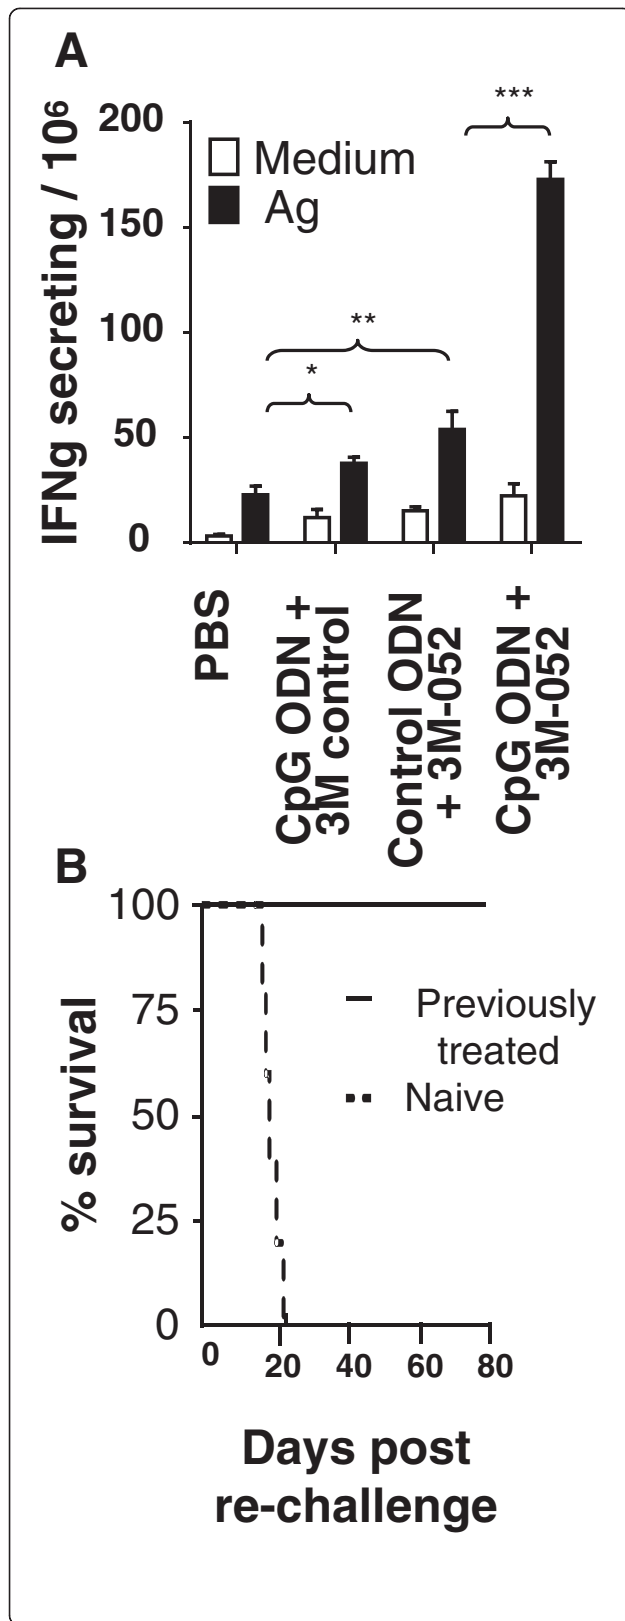 A
IFNg secreting / 10⁶
200
150
100
50
0
Medium
Ag
*
**
***
PBS
CpG ODN +
3M control
Control ODN
+ 3M-052
CpG ODN +
3M-052
B
% survival
100
75
50
25
0
Previously
treated
Naive
0 20 40 60 80
Days post
re-challenge